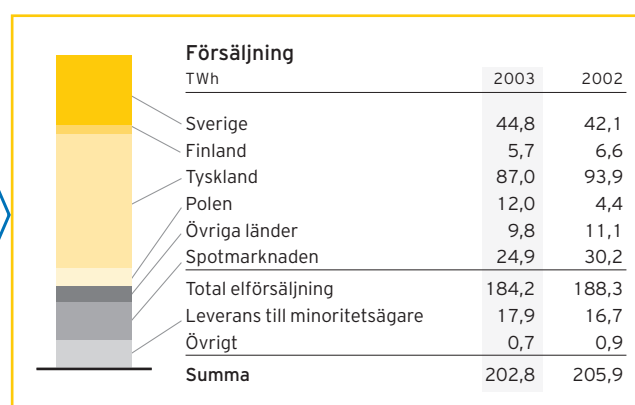 Försäljning
TWh 2003 2002
Sverige 44,8 42,1
Finland 5,7 6,6
Tyskland 87,0 93,9
Polen 12,0 4,4
Övriga länder 9,8 11,1
Spotmarknaden 24,9 30,2
Total elförsäljning 184,2 188,3
Leverans till minoritetsägare 17,9 16,7
Övrigt 0,7 0,9
Summa 202,8 205,9